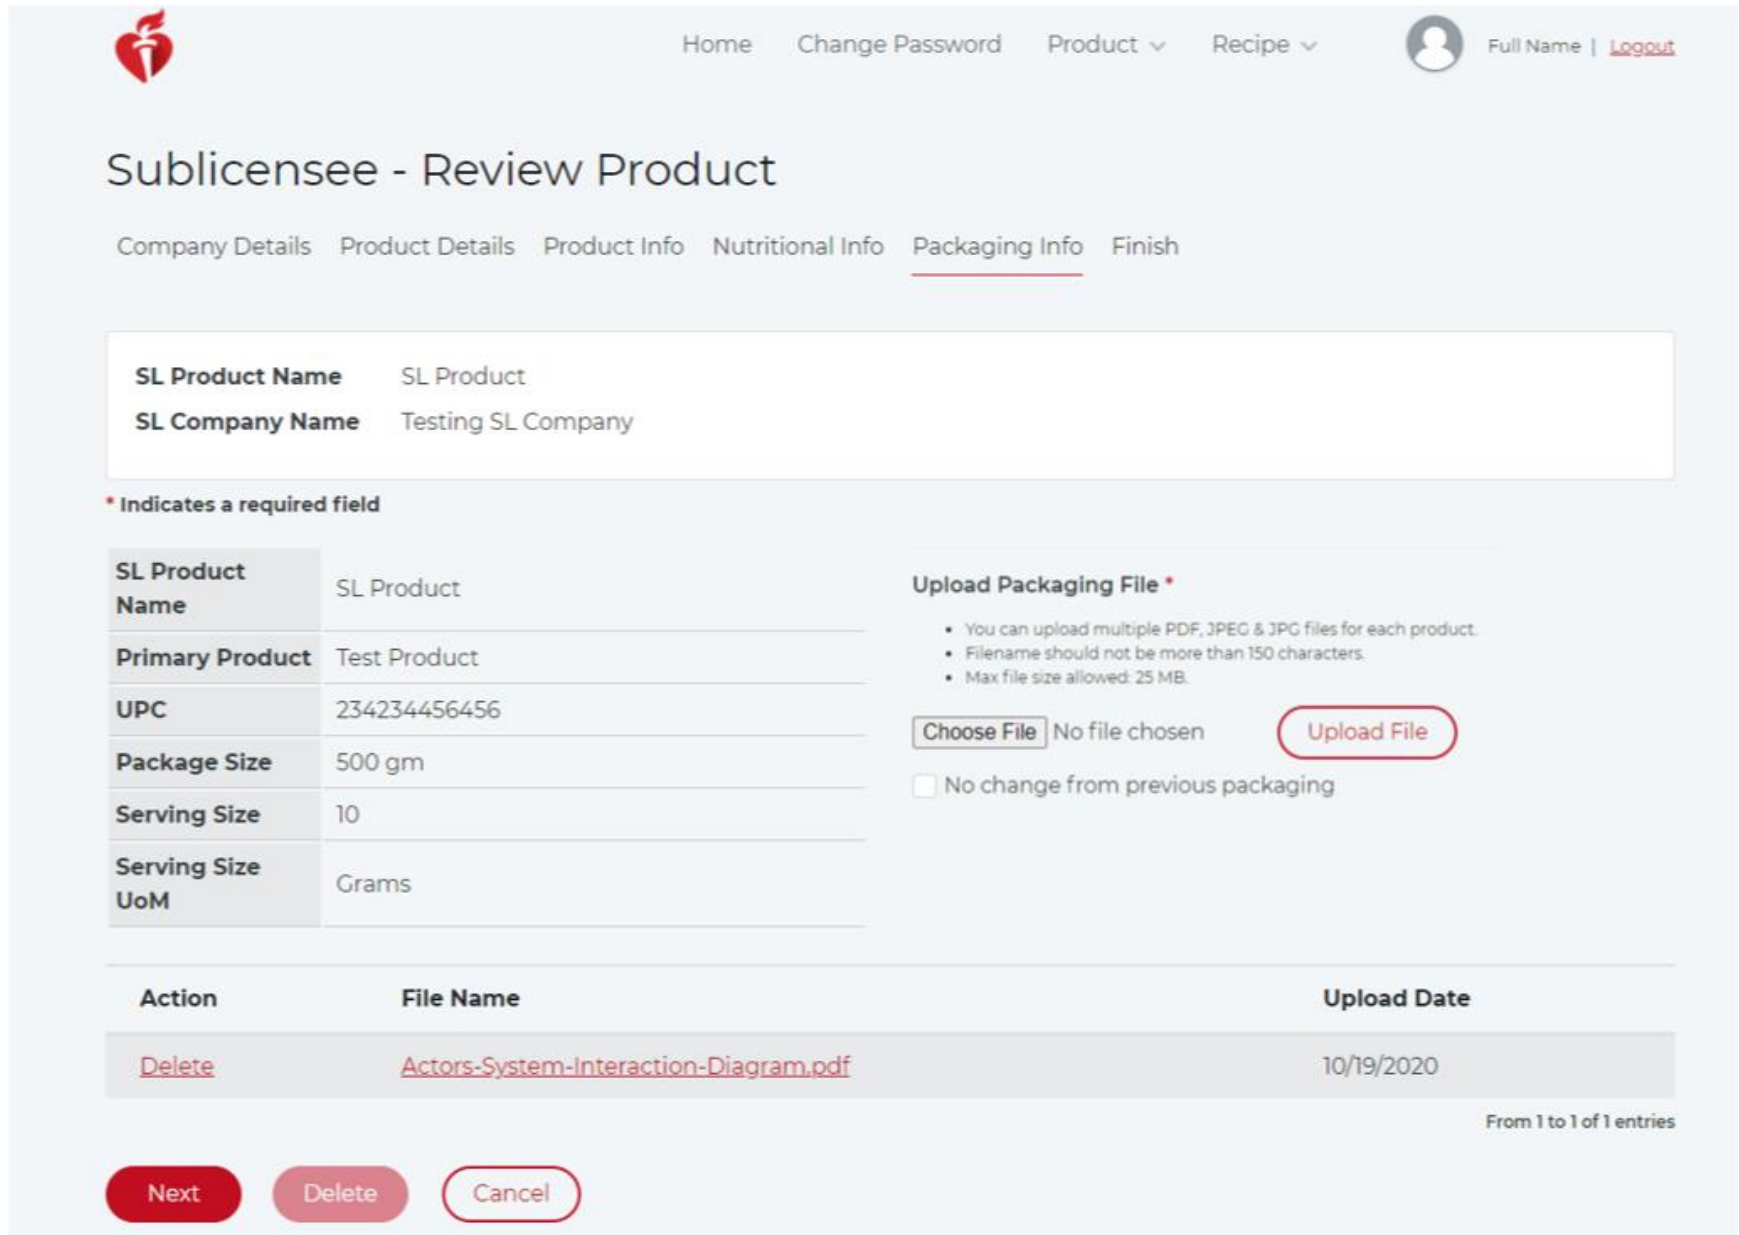 Home Change Password Product Recipe Full Name | Logout
Sublicensee - Review Product
Company Details Product Details Product Info Nutritional Info Packaging Info Finish
SL Product Name SL Product
SL Company Name Testing SL Company
* Indicates a required field
SL Product
Name
SL Product
Primary Product Test Product
UPC 234234456456
Package Size 500 gm
Serving Size 10
Serving Size
UoM
Grams
Upload Packaging File *
• You can upload multiple PDF, JPEG & JPG files for each product.
• Filename should not be more than 150 characters.
• Max file size allowed: 25 MB.
Choose File No file chosen Upload File
No change from previous packaging
Action File Name Upload Date
Delete Actors-System-Interaction-Diagram.pdf 10/19/2020
From 1 to 1 of 1 entries
Next Delete Cancel